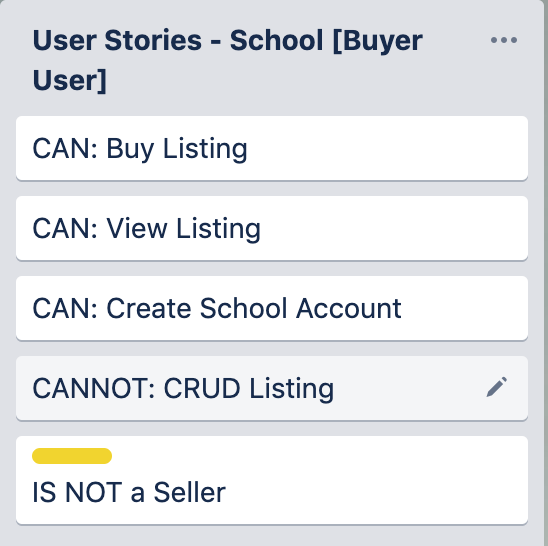 User Stories - School [Buyer
User]
CAN: Buy Listing
CAN: View Listing
CAN: Create School Account
CANNOT: CRUD Listing
IS NOT a Seller